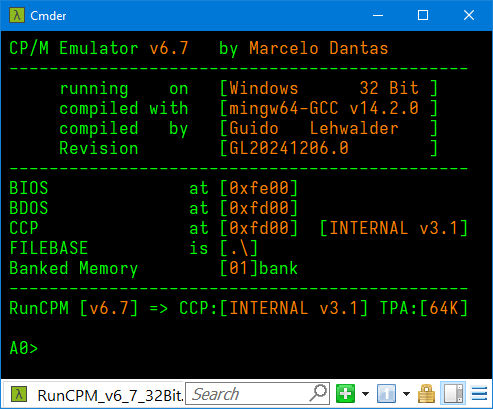 Cmder
CP/M Emulator v6.7 by Marcelo Dantas
----------------------------------------------
running on [Windows 32 Bit ]
compiled with [mingw64-GCC v14.2.0 ]
compiled by [Guido Lehwalder ]
Revision [GL20241206.0 ]
----------------------------------------------
BIOS at [0xfe00]
BDOS at [0xfd00]
CCP at [0xfd00] [INTERNAL v3.1]
FILEBASE is [.\]
Banked Memory [01]bank
----------------------------------------------
RunCPM [v6.7] => CCP:[INTERNAL v3.1] TPA:[64K]
A0>
RunCPM_v6_7_32Bit. Search